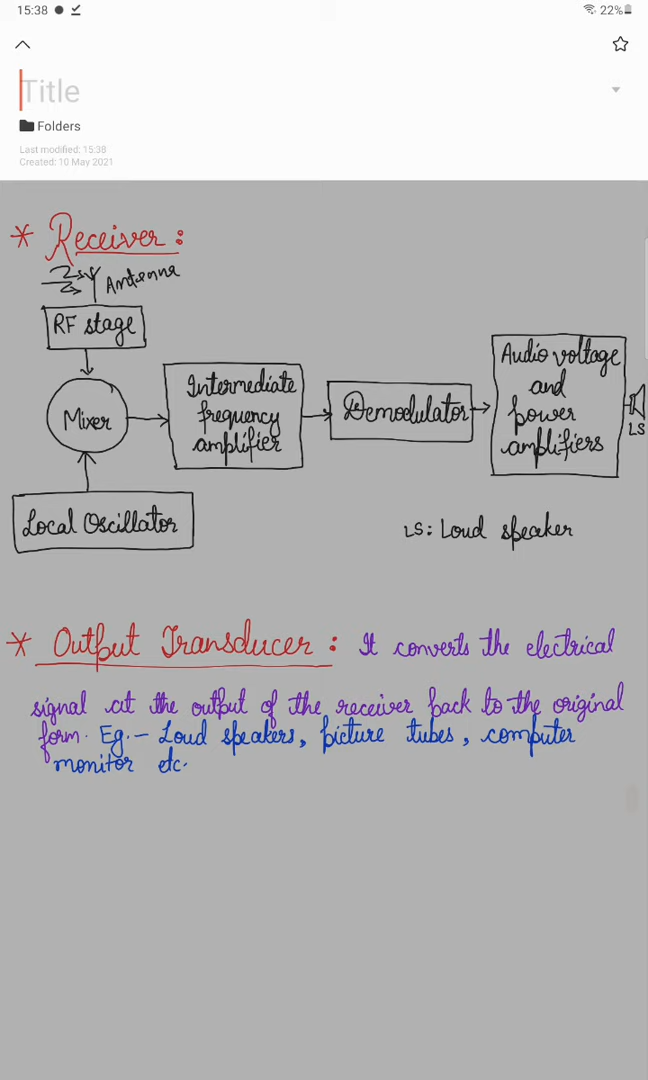 15:38
22%
Title
Folders
Last modified: 15:38
Created: 10 May 2021
* Receiver :
Antenna
RF stage
Mixer
Intermediate
frequency
amplifier
Demodulator
Audio voltage
and
power
amplifiers
LS
Local Oscillator
LS : Loud speaker
* Output Transducer : It converts the electrical
signal at the output of the receiver back to the original
form. Eg. – Loud speakers, picture tubes, computer
monitor etc.